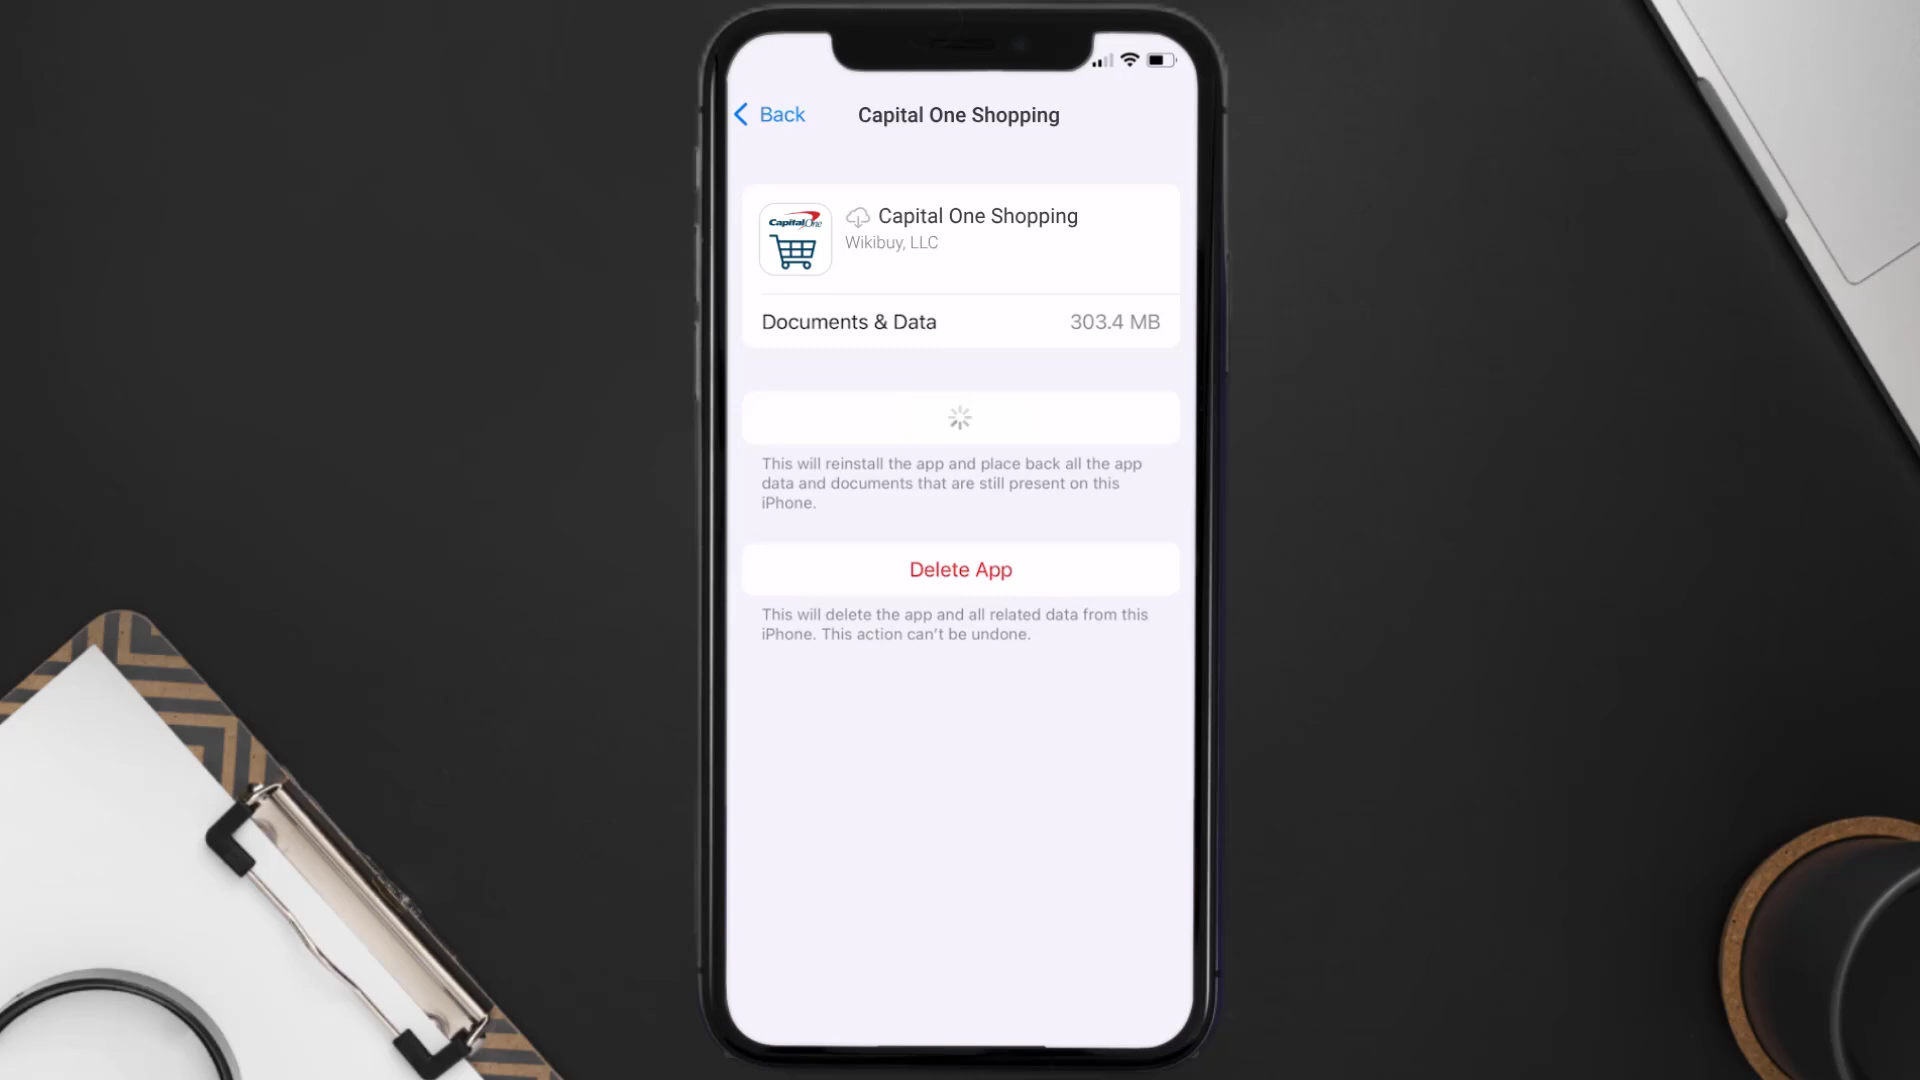 Back
Capital One Shopping
Capital One
Capital One Shopping
Wikibuy, LLC
Documents & Data
303.4 MB
This will reinstall the app and place back all the app
data and documents that are still present on this
iPhone.
Delete App
This will delete the app and all related data from this
iPhone. This action can't be undone.